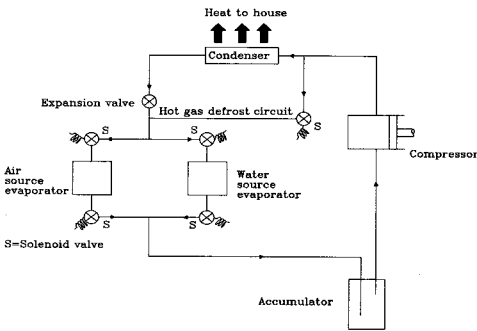 Heat to house
Condenser
Expansion valve
Hot gas defrost circuit
S
S
S
Compressor
Air
source
evaporator
Water
source
evaporator
S
S
S=Solenoid valve
Accumulator